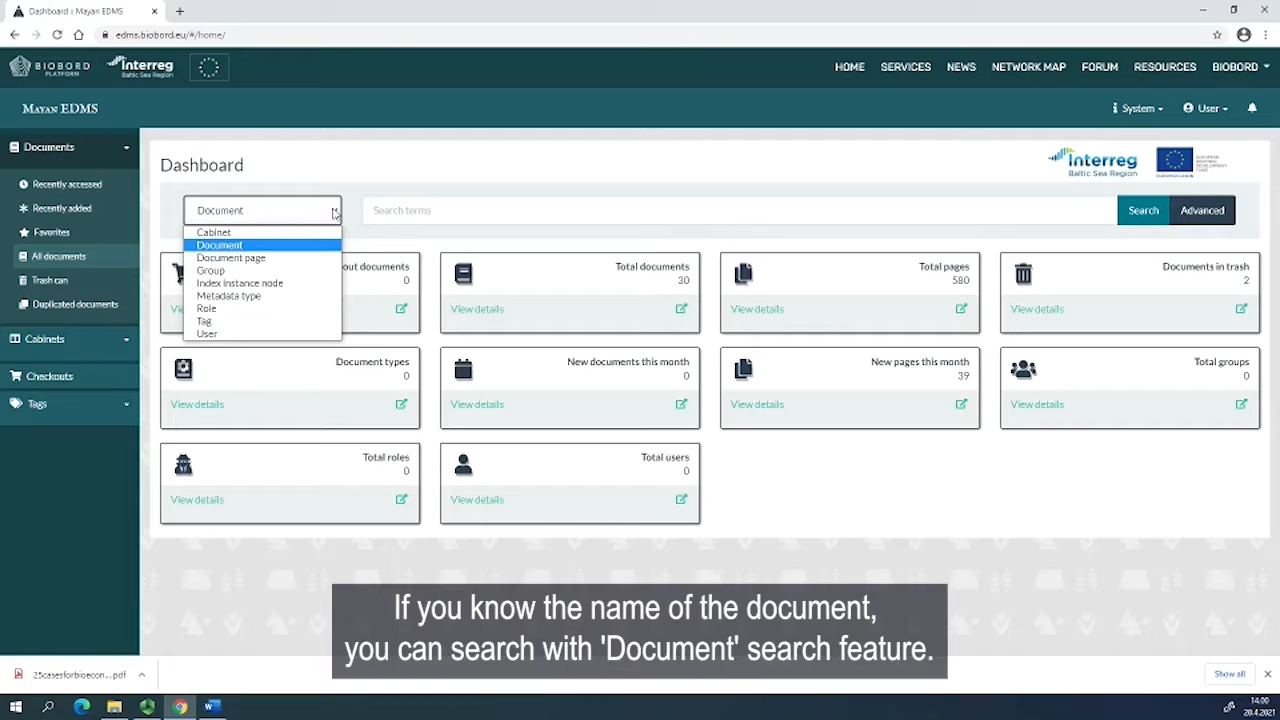 Dashboard :: Mayan EDMS
edms.biobord.eu/#/home/
BIOBORD
PLATFORM
Interreg
Baltic Sea Region
HOME SERVICES NEWS NETWORK MAP FORUM RESOURCES BIOBORD
MAYAN EDMS
System
User
Documents
Recently accessed
Recently added
Favorites
All documents
Trash can
Duplicated documents
Cabinets
Checkouts
Tags
Dashboard
Interreg
Baltic Sea Region
Document
Search terms
Search
Advanced
Cabinet
Document
Document page
Group
Index instance node
Metadata type
Role
Tag
User
out documents
0
Total documents
30
View details
Total pages
580
View details
Documents in trash
2
View details
Document types
0
View details
New documents this month
0
View details
New pages this month
39
View details
Total groups
0
View details
Total roles
0
View details
Total users
0
View details
If you know the name of the document,
you can search with 'Document' search feature.
25casesforbioecon....pdf
Show all
14.00
20.4.2021